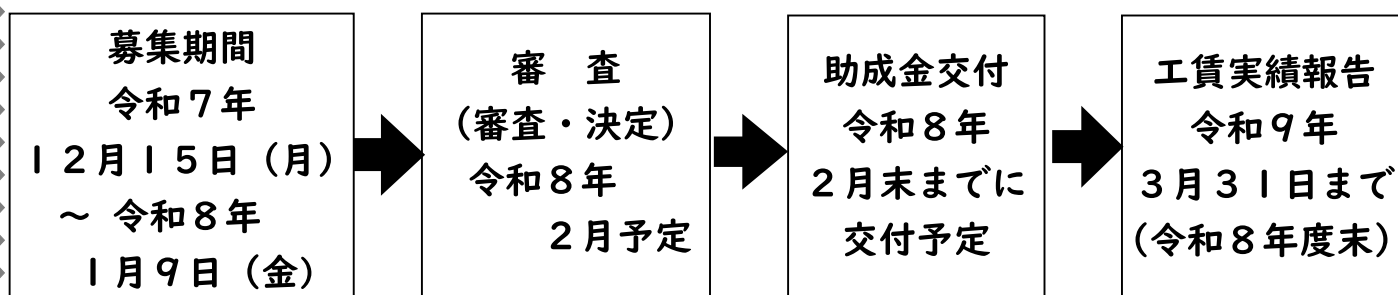 募集期間
令和７年
１２月１５日（月）
～ 令和８年
１月９日（金）
審　査
（審査・決定）
令和８年
２月予定
助成金交付
令和８年
２月末までに
交付予定
工賃実績報告
令和９年
３月３１日まで
（令和８年度末）